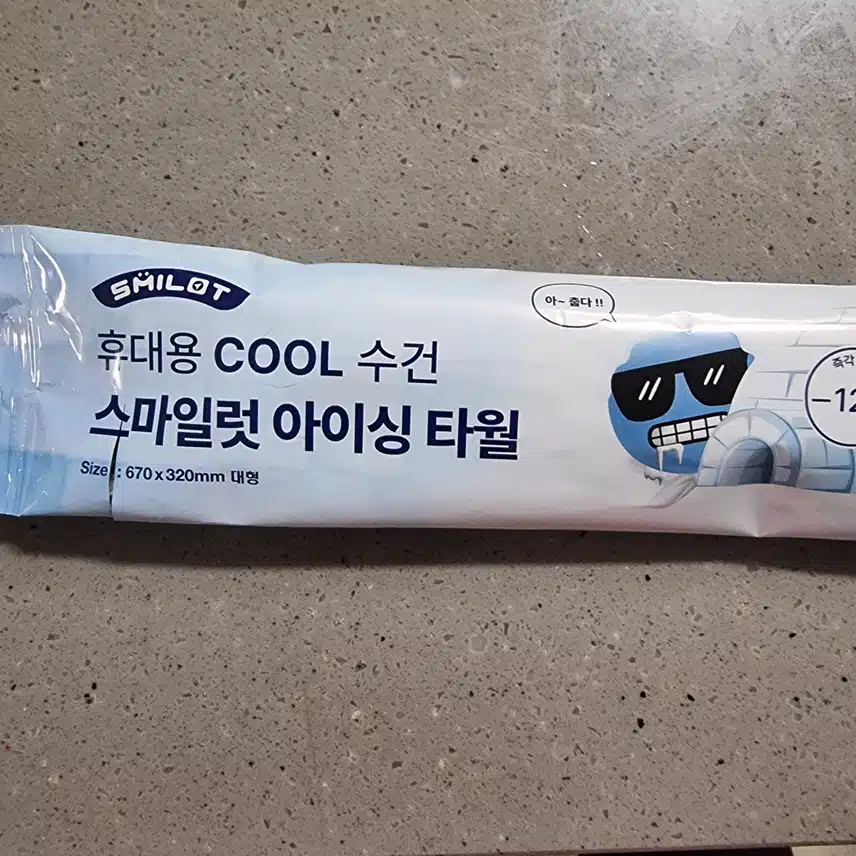 SMILOT
휴대용 COOL 수건
스마일럿 아이싱 타월
Size : 670 x 320mm 대형
아~ 춥다 !!
즉각
-12